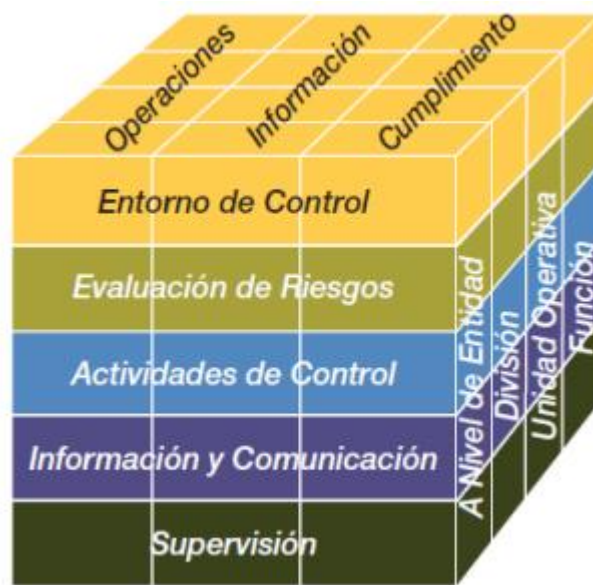 Operaciones
Información
Cumplimiento
Entorno de Control
Evaluación de Riesgos
Actividades de Control
Información y Comunicación
Supervisión
A Nivel de Entidad
División
Unidad Operativa
Función